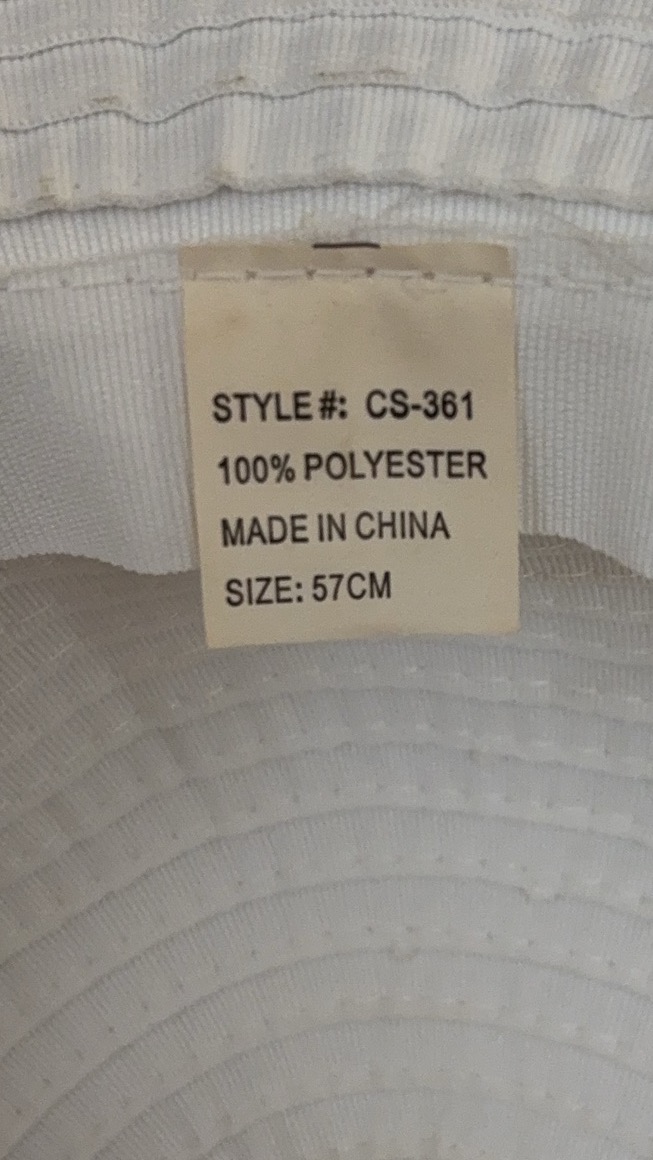 STYLE #: CS-361
100% POLYESTER
MADE IN CHINA
SIZE: 57CM